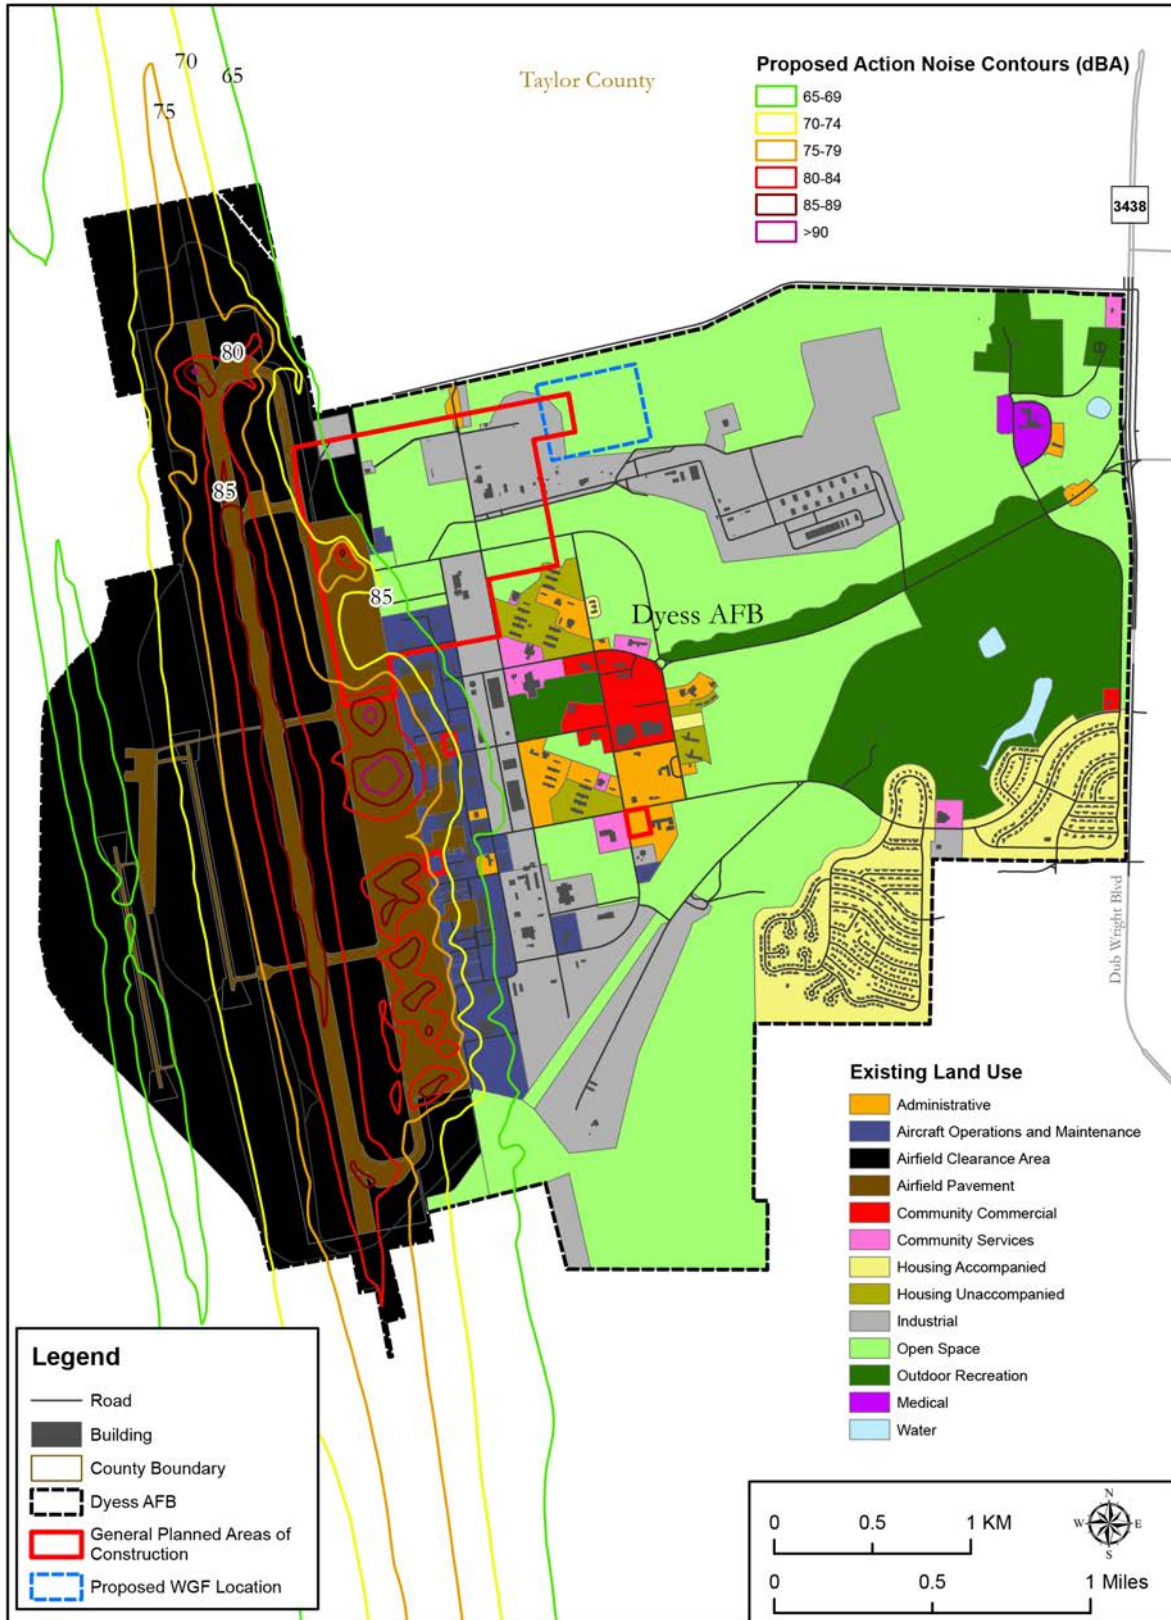 70
65
75
Taylor County
Proposed Action Noise Contours (dBA)
65-69
70-74
75-79
80-84
85-89
>90
3438
80
85
85
Dyess AFB
Dub Wright Blvd
Existing Land Use
Administrative
Aircraft Operations and Maintenance
Airfield Clearance Area
Airfield Pavement
Community Commercial
Community Services
Housing Accompanied
Housing Unaccompanied
Industrial
Open Space
Outdoor Recreation
Medical
Water
Legend
Road
Building
County Boundary
Dyess AFB
General Planned Areas of
Construction
Proposed WGF Location
0 0.5 1 KM
0 0.5 1 Miles
N
W E
S